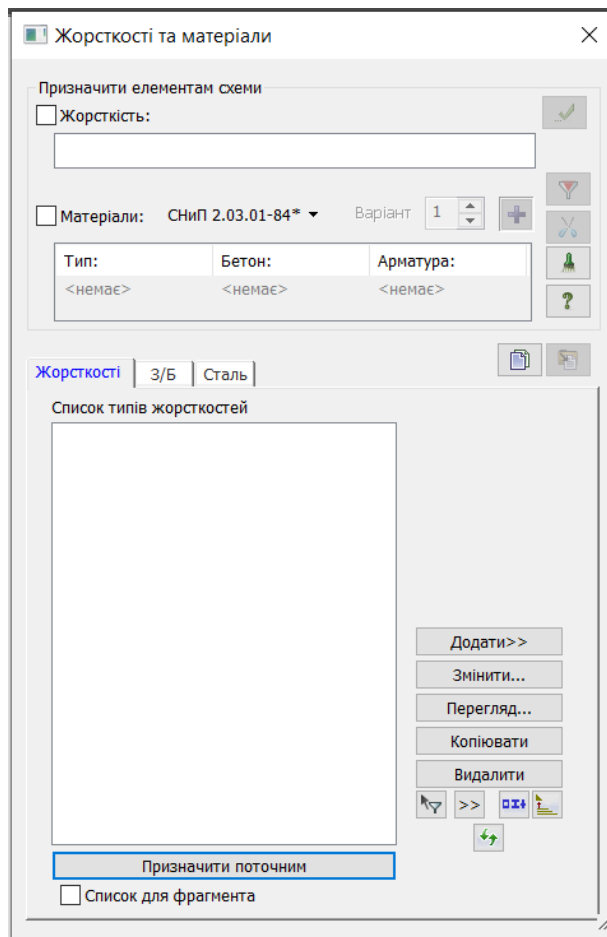 Жорсткості та матеріали
Призначити елементам схеми
Жорсткість:
Матеріали: СНиП 2.03.01-84* Варіант 1
Тип: Бетон: Арматура:
<немає> <немає> <немає>
?
Жорсткості З/Б Сталь
Список типів жорсткостей
Додати>>
Змінити...
Перегляд...
Копіювати
Видалити
>>
Призначити поточним
Список для фрагмента